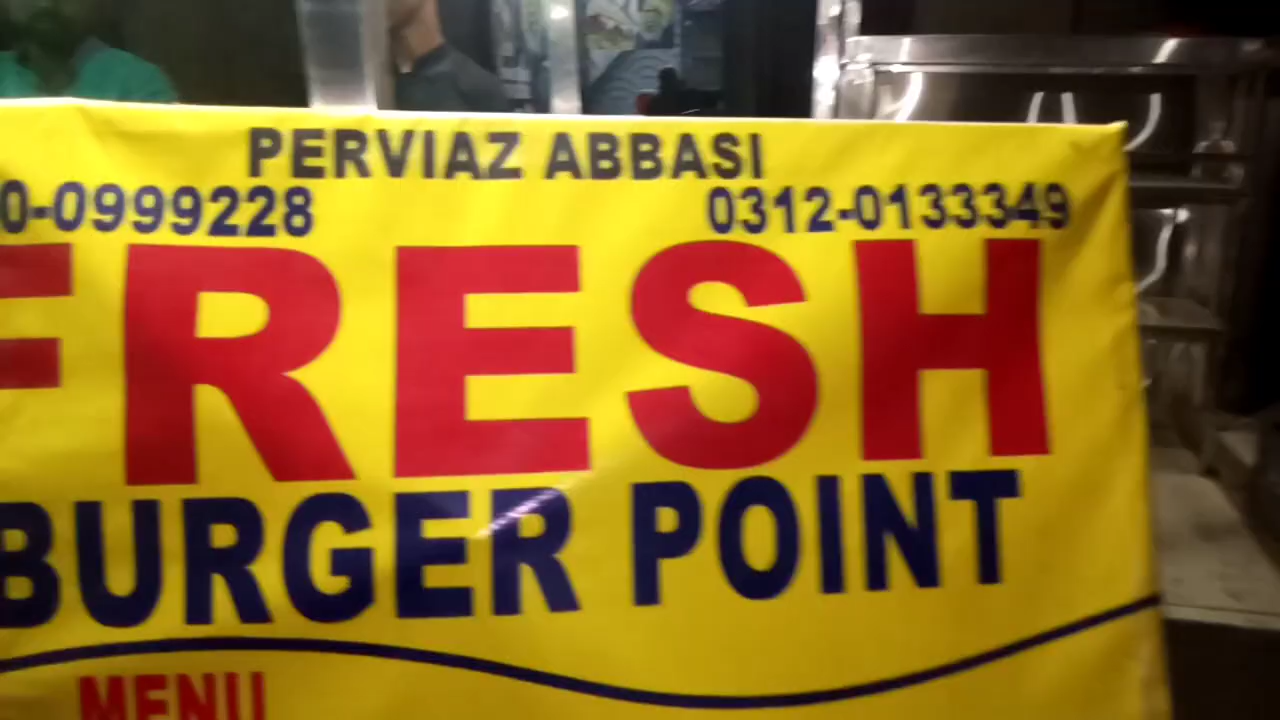 PERVIAZ ABBASI
0-0999228 0312-0133349
FRESH
BURGER POINT
MENU